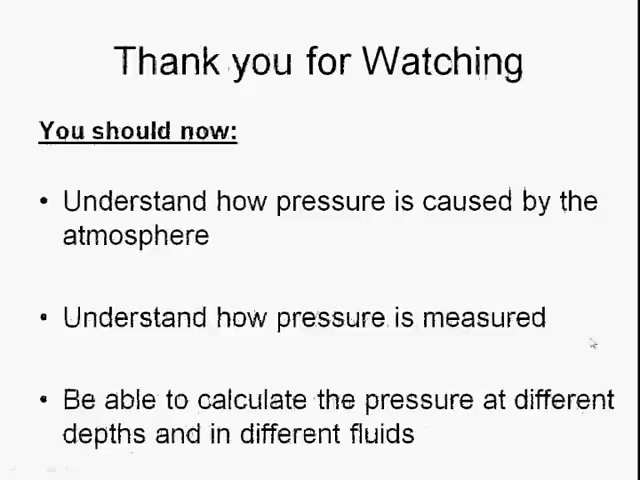 Thank you for Watching
You should now:
• Understand how pressure is caused by the
atmosphere
• Understand how pressure is measured
• Be able to calculate the pressure at different
depths and in different fluids